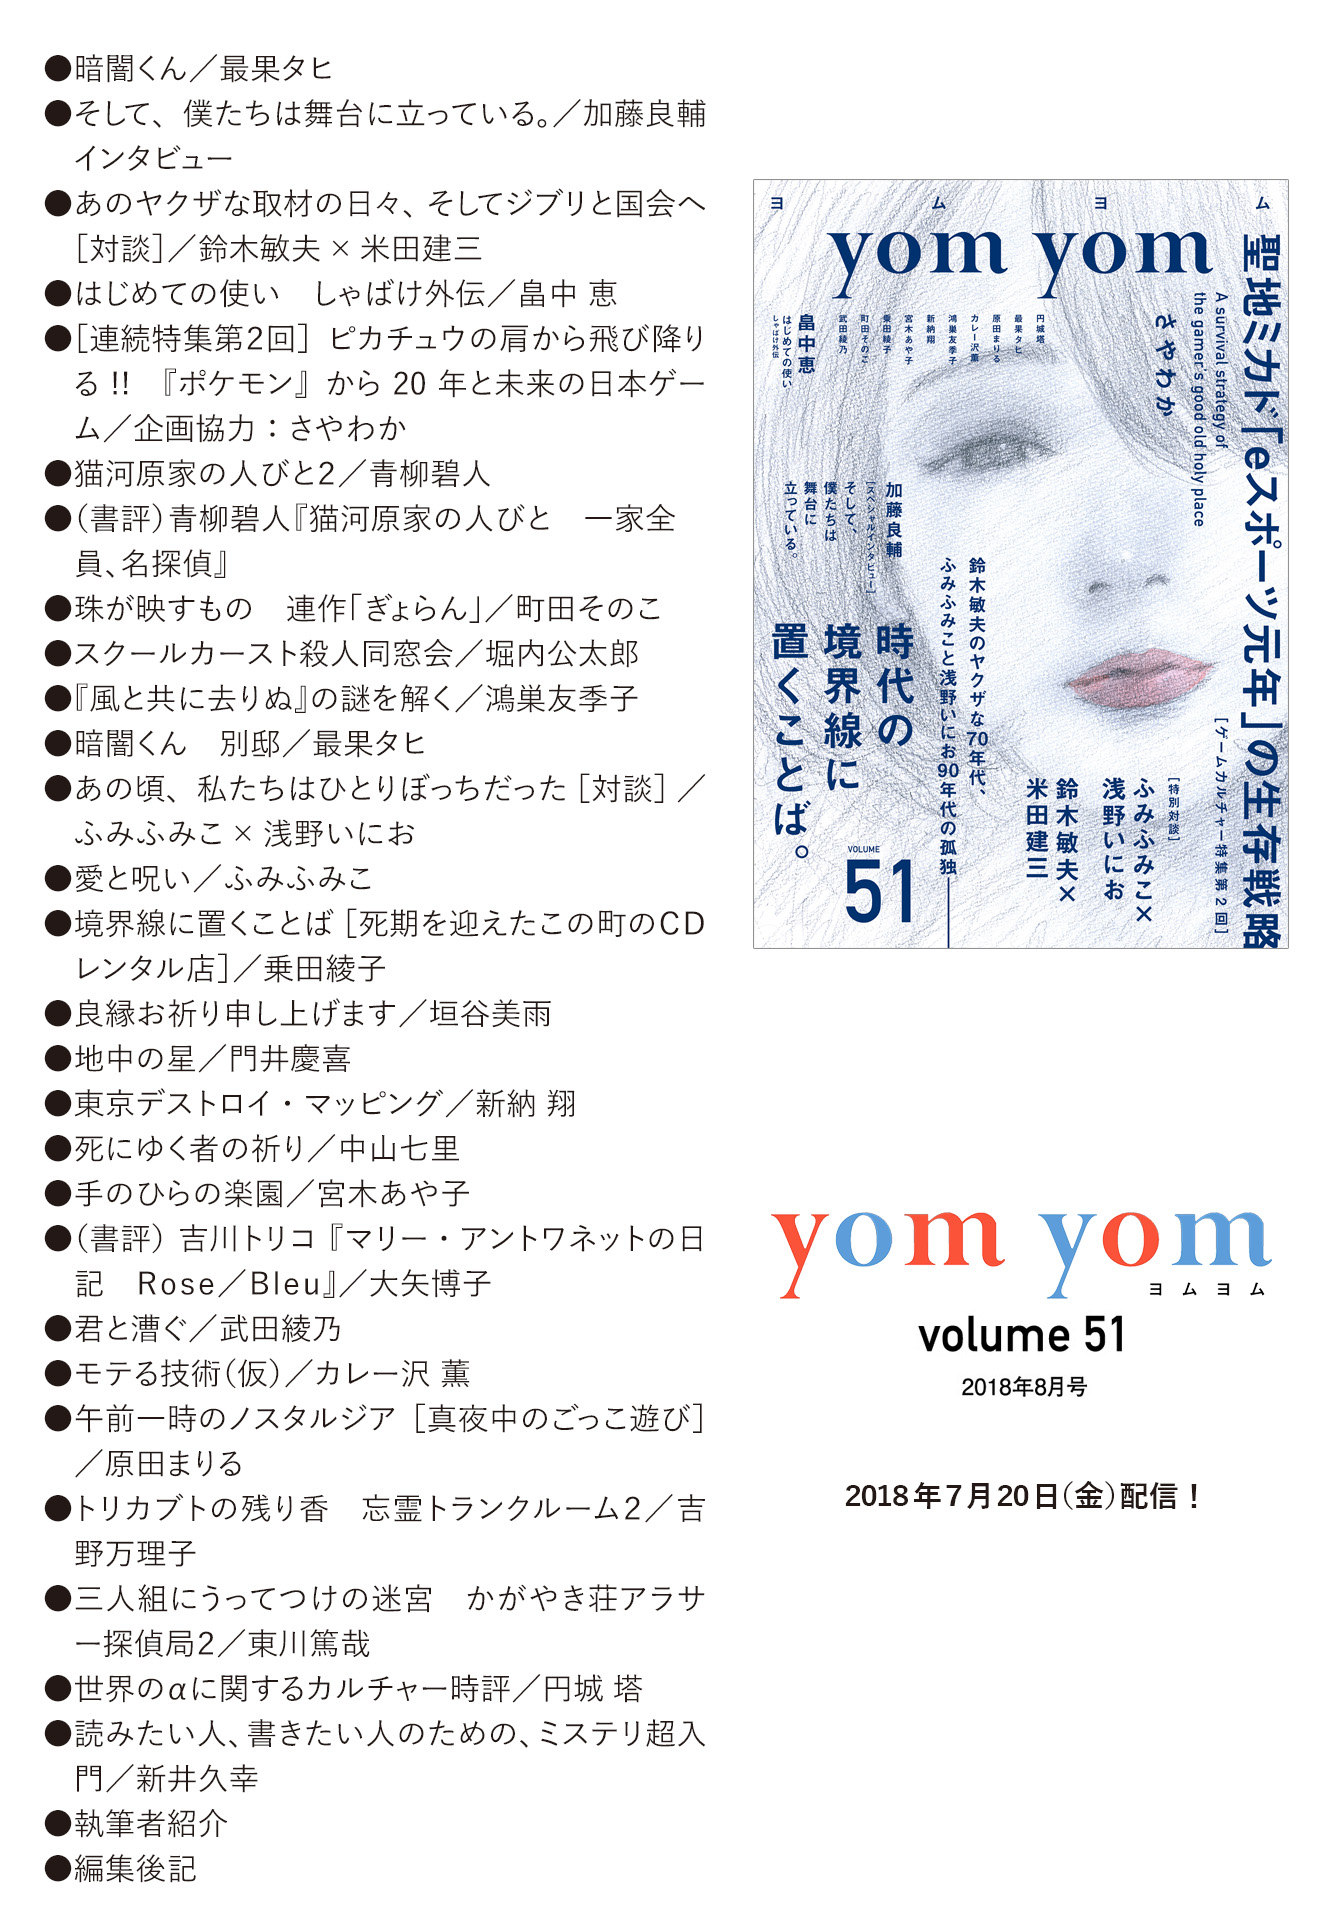 ●暗闇くん／最果タヒ
●そして、僕たちは舞台に立っている。／加藤良輔
インタビュー
●あのヤクザな取材の日々、そしてジブリと国会へ
［対談］／鈴木敏夫 × 米田建三
●はじめての使い　しゃばけ外伝／畠中 恵
●［連続特集第2回］ピカチュウの肩から飛び降り
る !!　『ポケモン』から 20 年と未来の日本ゲー
ム／企画協力：さやわか
●猫河原家の人びと2／青柳碧人
●（書評）青柳碧人『猫河原家の人びと　一家全
員、名探偵』
●珠が映すもの　連作「ぎょらん」／町田そのこ
●スクールカースト殺人同窓会／堀内公太郎
●『風と共に去りぬ』の謎を解く／鴻巣友季子
●暗闇くん　別邸／最果タヒ
●あの頃、私たちはひとりぼっちだった［対談］／
ふみふみこ × 浅野いにお
●愛と呪い／ふみふみこ
●境界線に置くことば［死期を迎えたこの町のCD
レンタル店］／乗田綾子
●良縁お祈り申し上げます／垣谷美雨
●地中の星／門井慶喜
●東京デストロイ・マッピング／新納 翔
●死にゆく者の祈り／中山七里
●手のひらの楽園／宮木あや子
●（書評）吉川トリコ『マリー・アントワネットの日
記　Rose／Bleu』／大矢博子
●君と漕ぐ／武田綾乃
●モテる技術（仮）／カレー沢 薫
●午前一時のノスタルジア［真夜中のごっこ遊び］
／原田まりる
●トリカブトの残り香　忘霊トランクルーム2／吉
野万理子
●三人組にうってつけの迷宮　かがやき荘アラサ
ー探偵局2／東川篤哉
●世界のαに関するカルチャー時評／円城 塔
●読みたい人、書きたい人のための、ミステリ超入
門／新井久幸
●執筆者紹介
●編集後記
ヨムヨム
yom yom
聖地ミカド「eスポーツ元年」の生存戦略
A survival strategy of
the gamer's good old holy place
さやわか
［ゲームカルチャー特集第2回］
円城塔
最果タヒ
原田まりる
カレー沢薫
鴻巣友季子
新納翔
宮木あや子
乗田綾子
町田そのこ
武田綾乃
畠中恵
はじめての使い
しゃばけ外伝
加藤良輔
［スペシャルインタビュー］
そして、
僕たちは
舞台に
立っている。
鈴木敏夫のヤクザな70年代、
ふみふみこと浅野いにお90年代の孤独
時代の
境界線に
置くことば。
［特別対談］
ふみふみこ×
浅野いにお
鈴木敏夫×
米田建三
VOLUME
51
yom yom
ヨムヨム
volume 51
2018年8月号
2018年7月20日（金）配信！